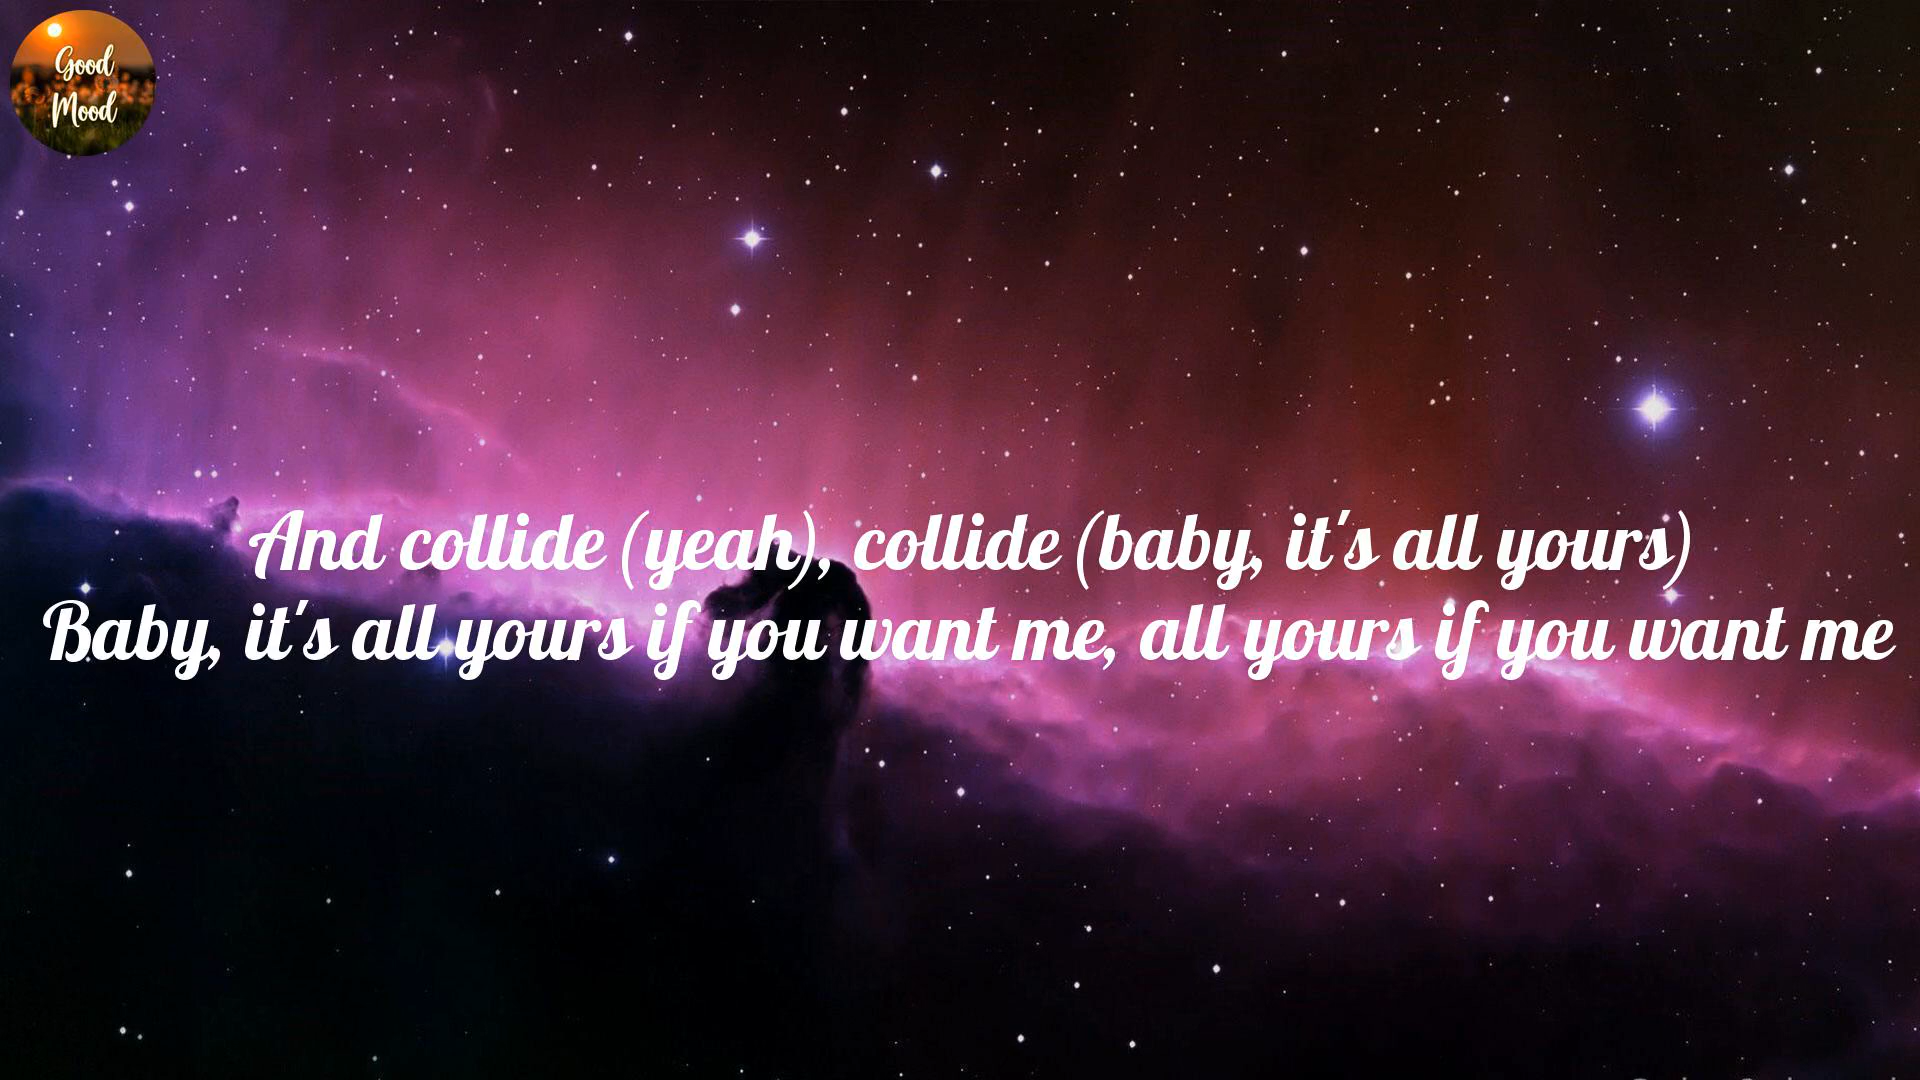 Good
Mood
And collide (yeah), collide (baby, it's all yours)
Baby, it's all yours if you want me, all yours if you want me